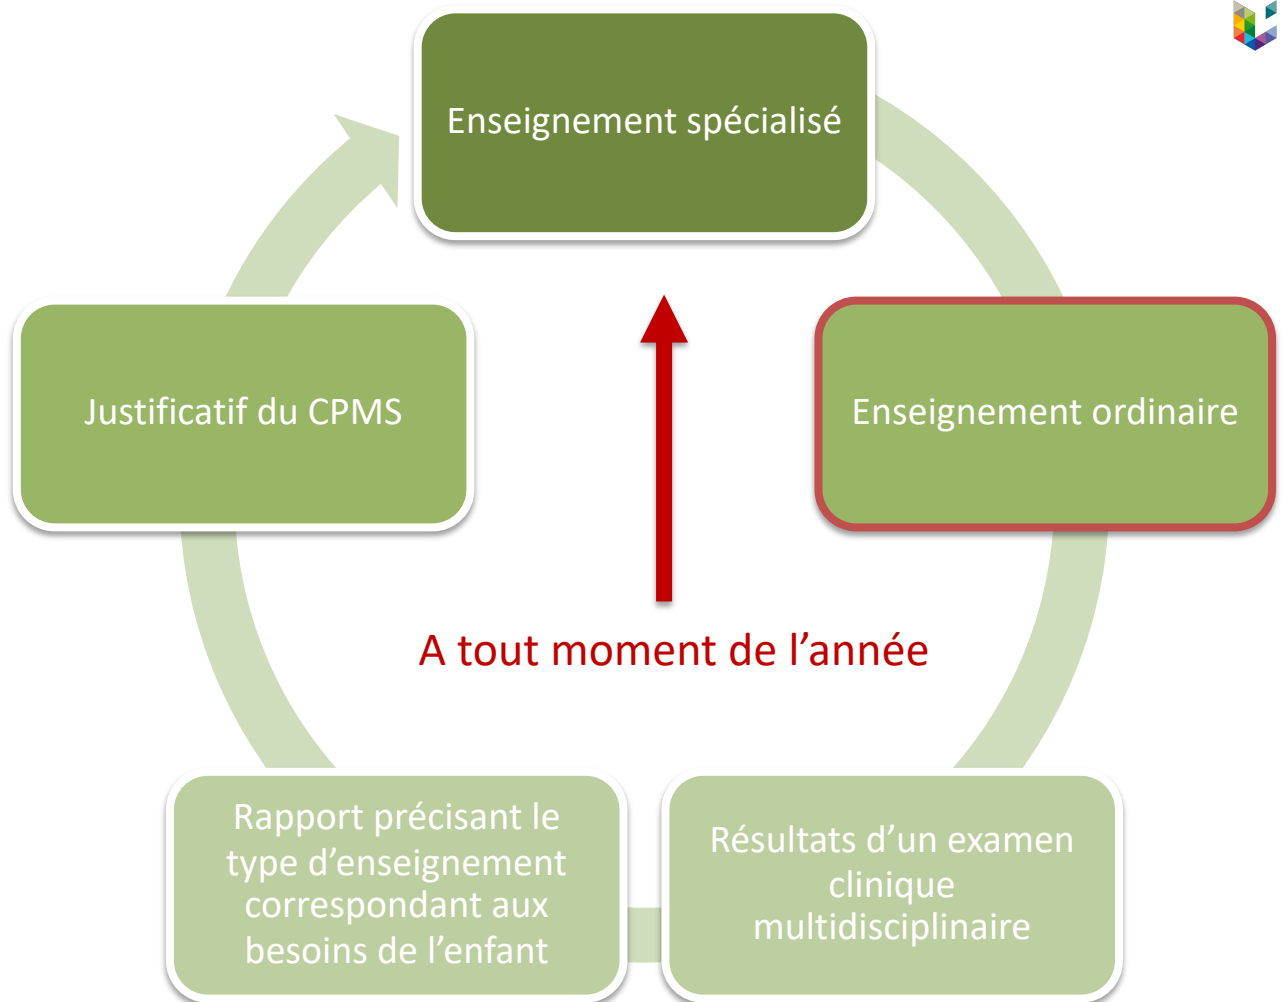 Enseignement spécialisé
Justificatif du CPMS
Enseignement ordinaire
A tout moment de l’année
Rapport précisant le
type d’enseignement
correspondant aux
besoins de l’enfant
Résultats d’un examen
clinique
multidisciplinaire